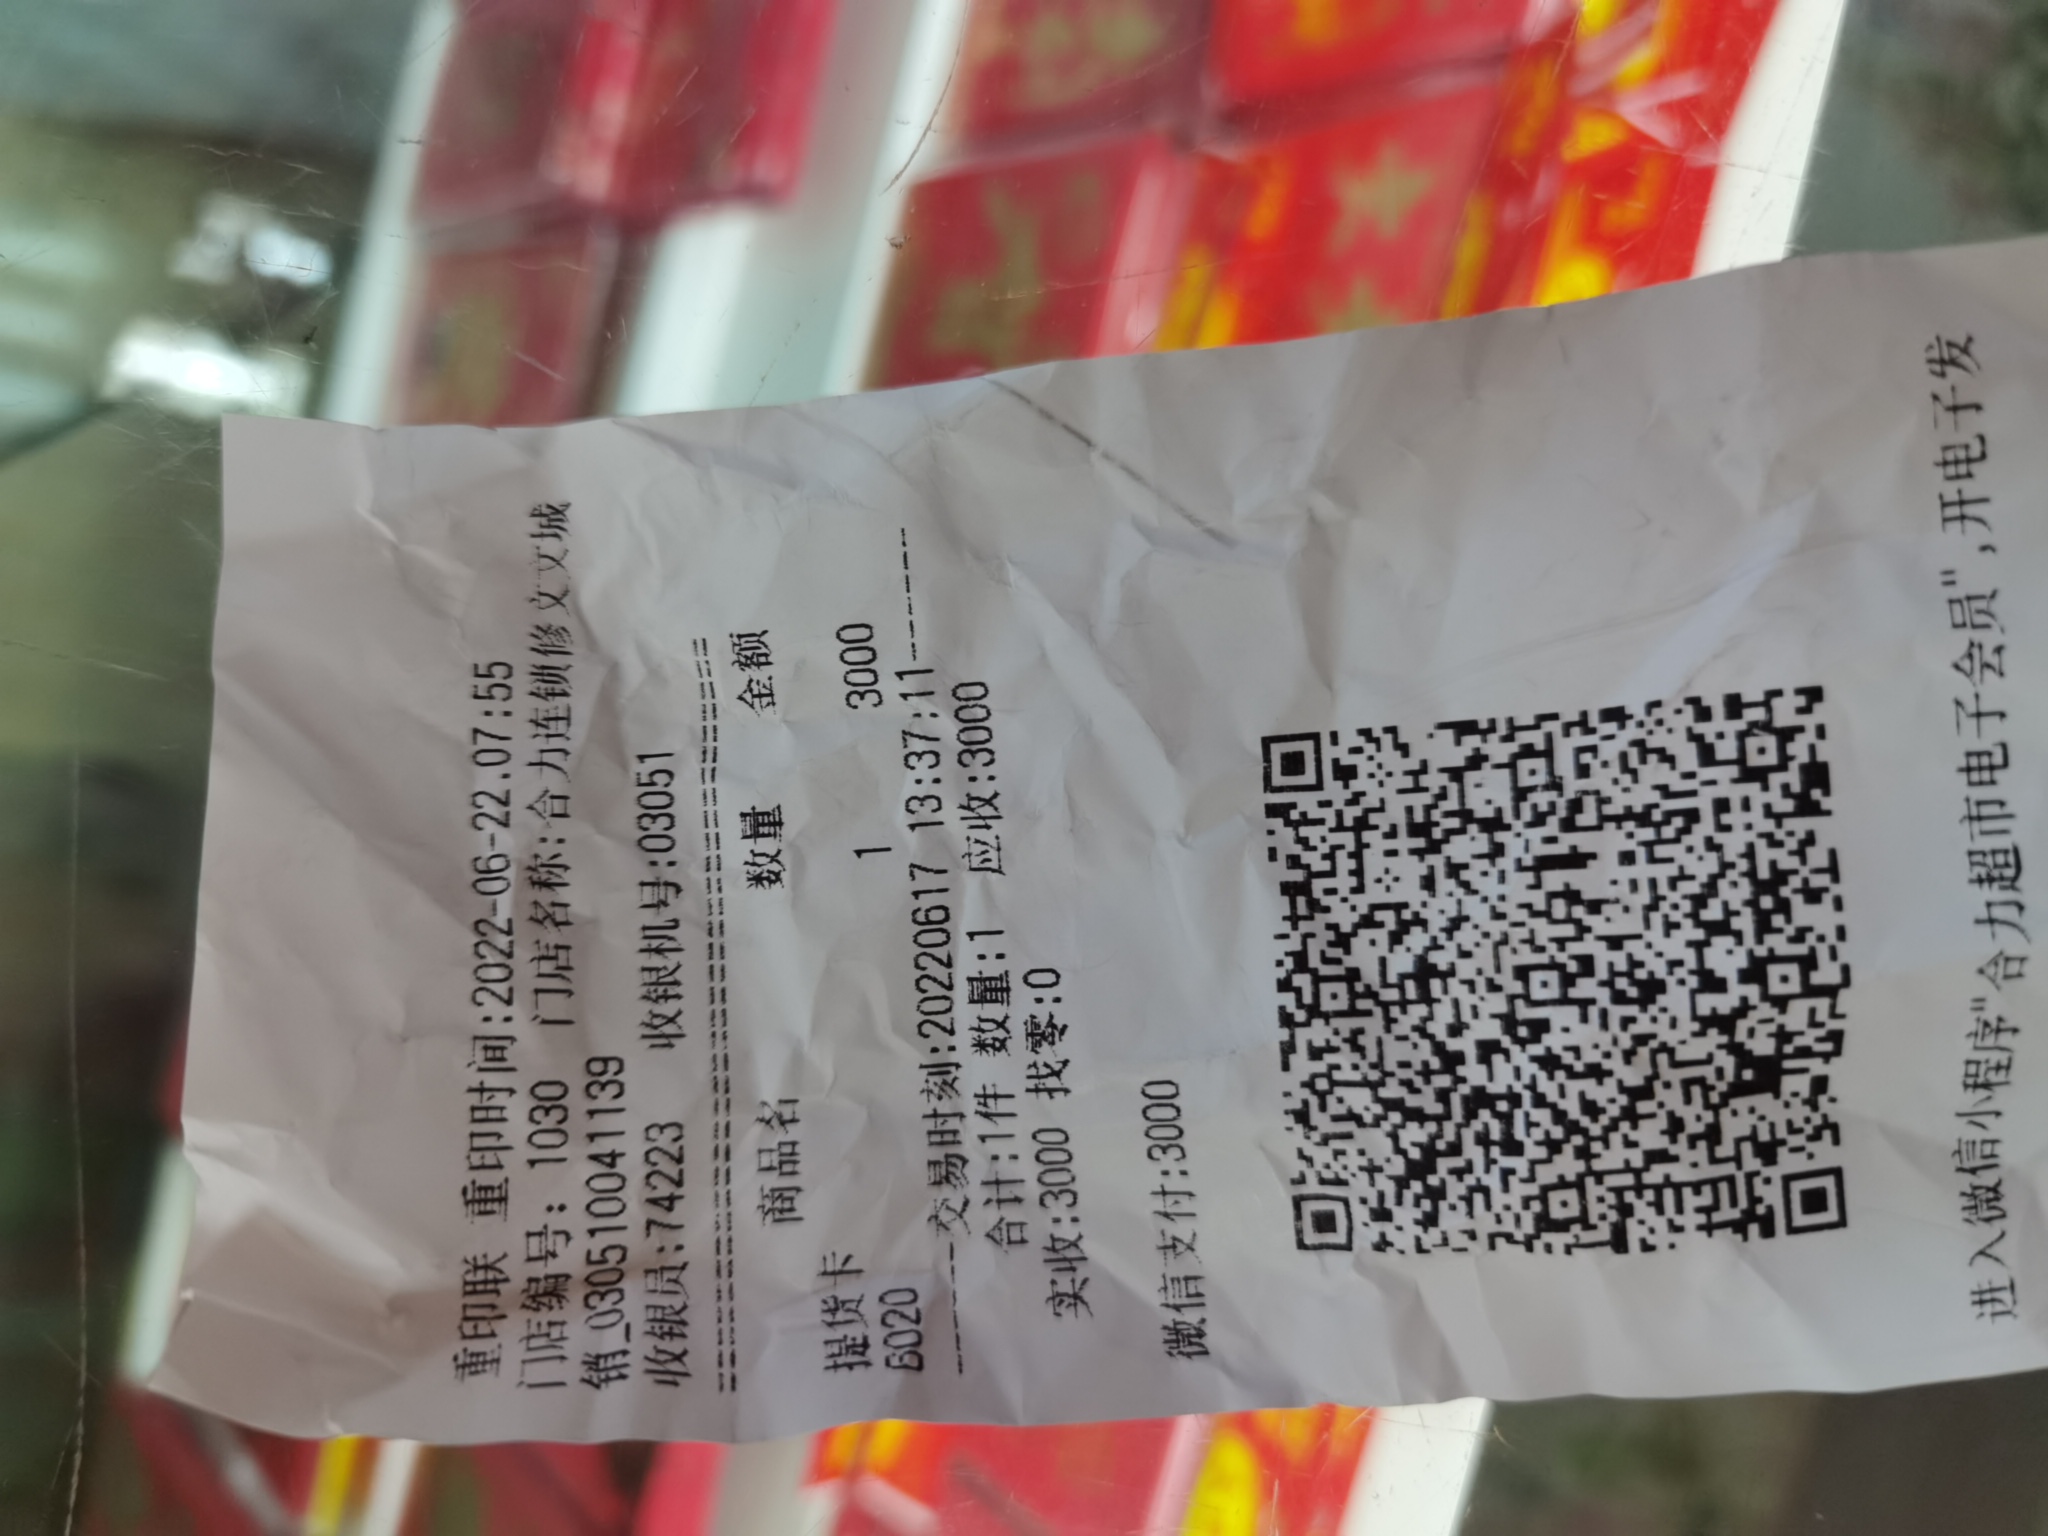 重印联 重印时间:2022-06-22.07:55
门店编号: 1030 门店名称:合力连锁修文文城
销_030510041139
收银员:74223 收银机号:03051
商品名 数量 金额
提货卡
6020 1 3000
-----交易时刻:20220617 13:37:11-----
合计:1件 数量:1 应收:3000
实收:3000 找零:0
微信支付:3000
进入微信小程序"合力超市电子会员",开电子发